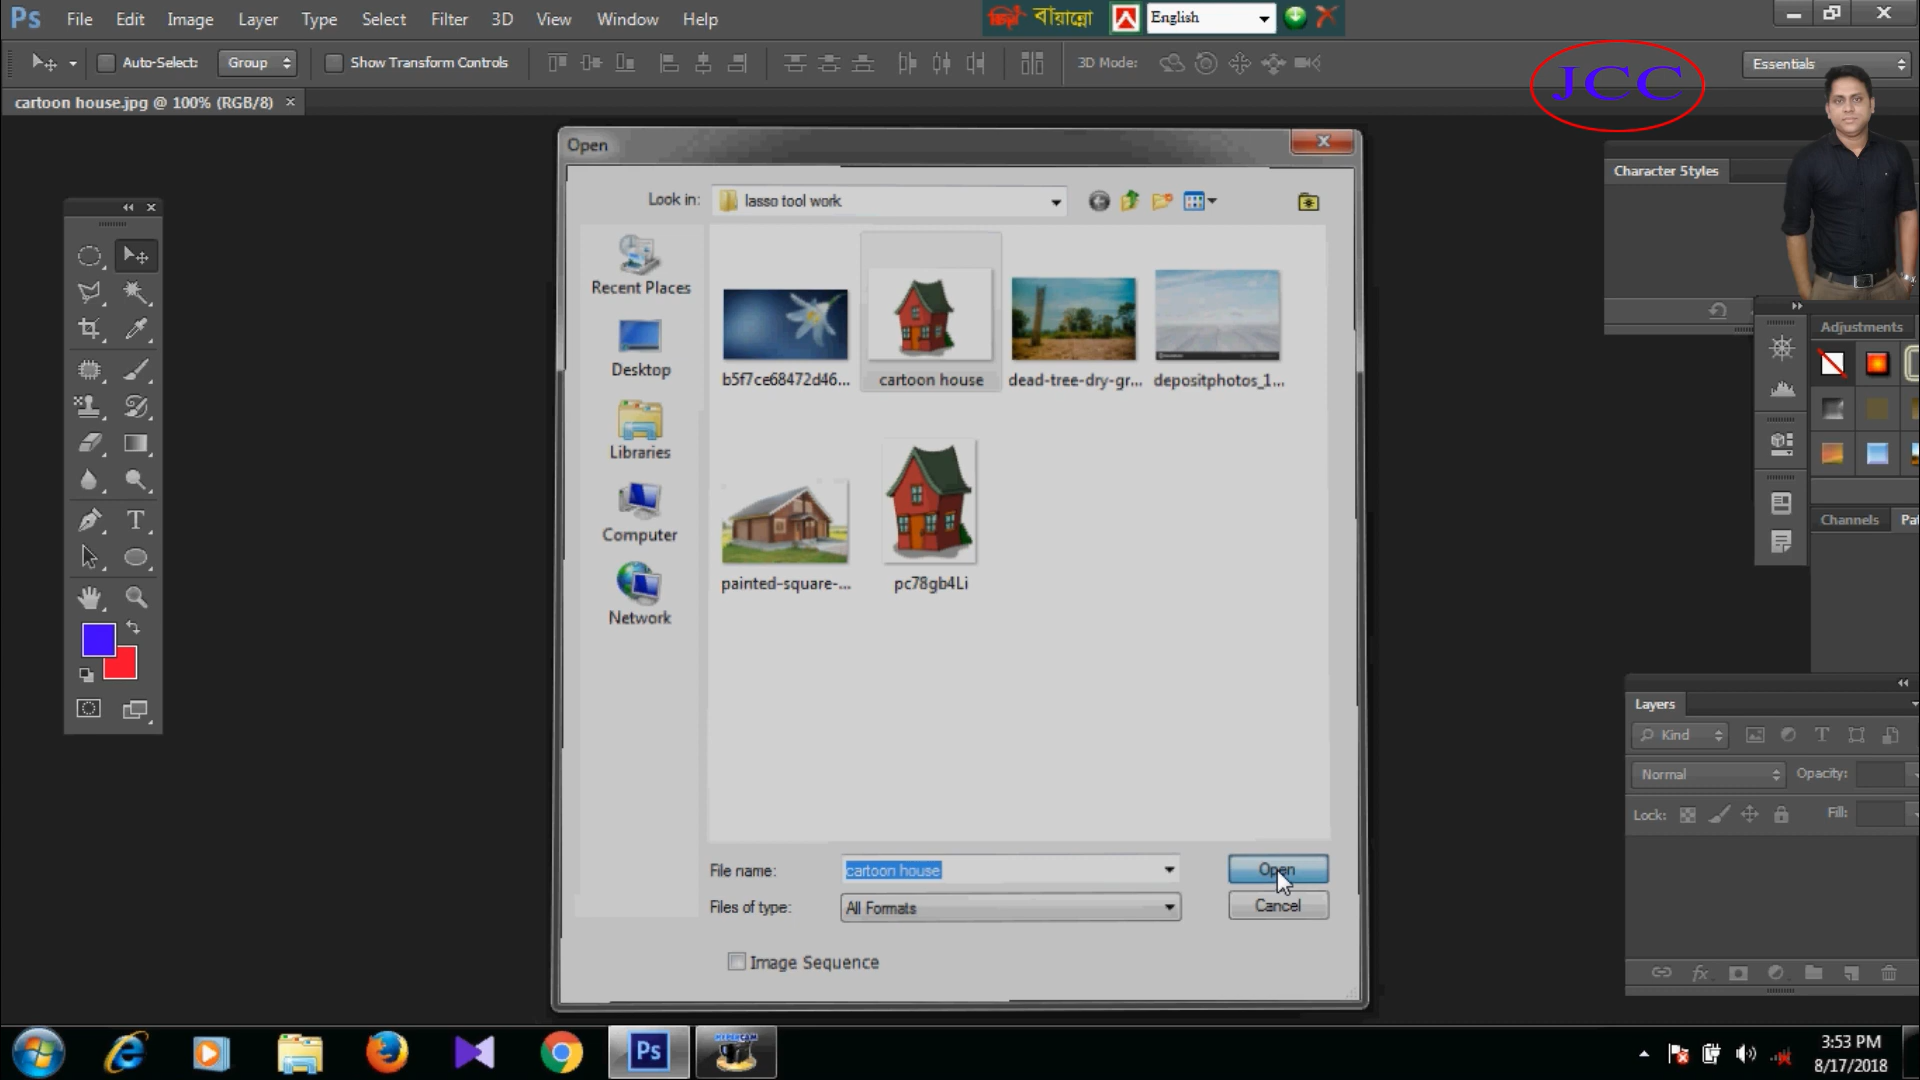 Ps File Edit Image Layer Type Select Filter 3D View Window Help
বায়ান্নো English
Auto-Select: Group Show Transform Controls 3D Mode: Essentials
JCC
cartoon house.jpg @ 100% (RGB/8) ×
Open
Character Styles
Look in: lasso tool work
Recent Places
Desktop
Libraries
Computer
Network
b5f7ce68472d46... cartoon house dead-tree-dry-gr... depositphotos_1...
painted-square-... pc78gb4Li
Adjustments
Channels Pat
File name: cartoon house Open
Files of type: All Formats Cancel
Image Sequence
Layers
Kind
Normal Opacity:
Lock: Fill:
Ps
HYPERCAM
3:53 PM
8/17/2018